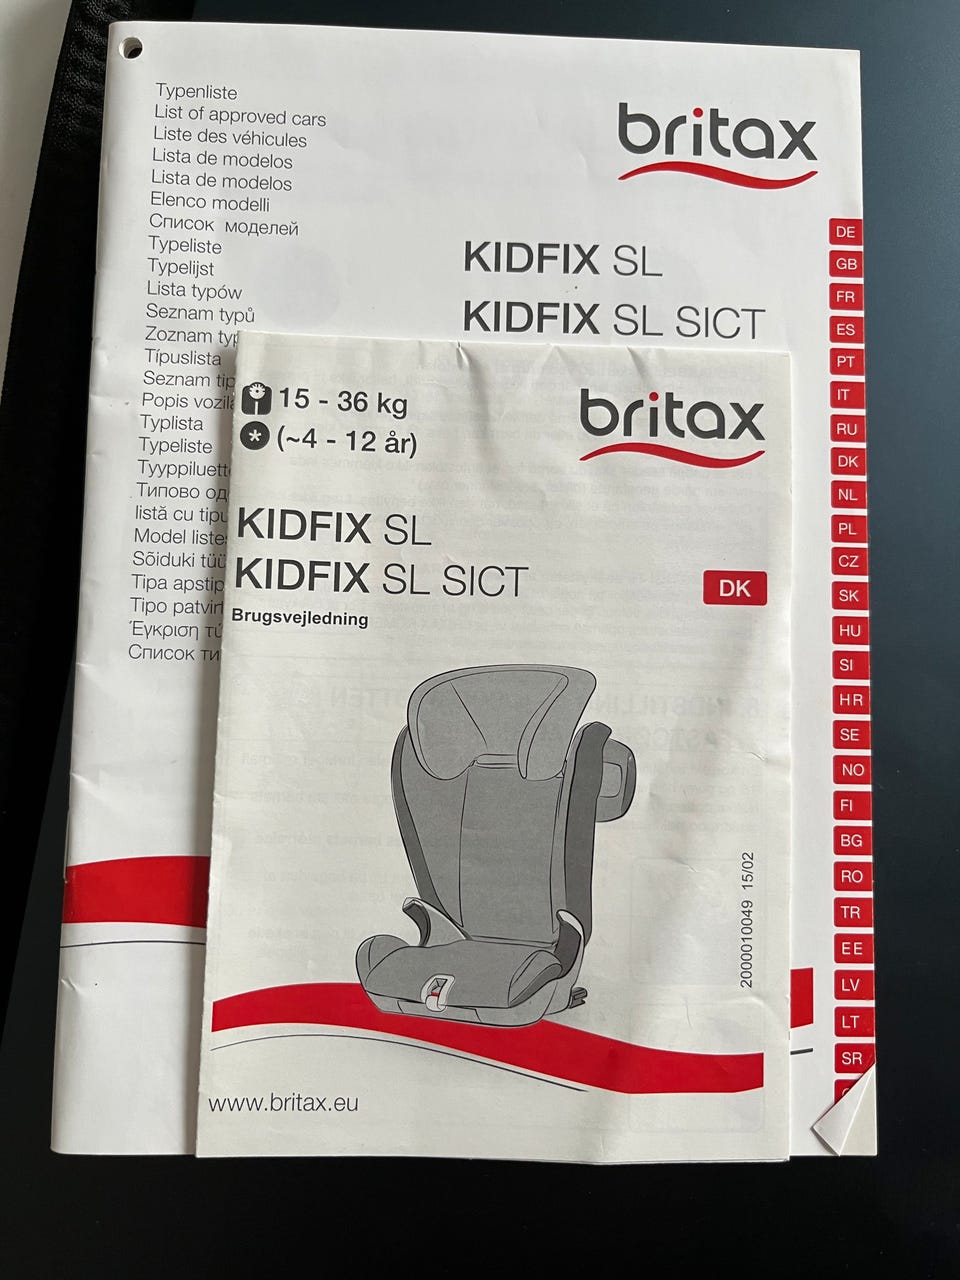 Typenliste
List of approved cars
Liste des véhicules
Lista de modelos
Lista de modelos
Elenco modelli
Список моделей
Typeliste
Typelijst
Lista typów
Seznam typů
Zoznam typ
Típuslista
Seznam tip
Popis vozila
Typlista
Typeliste
Tyyppiluett
Типово од
listă cu tipu
Model listes
Sõiduki tüü
Tipa apstip
Tipo patvirt
Έγκριση τύ
Список ти
britax
KIDFIX SL
KIDFIX SL SICT
DE
GB
FR
ES
PT
IT
RU
DK
NL
PL
CZ
SK
HU
SI
HR
SE
NO
FI
BG
RO
TR
EE
LV
LT
SR
15 - 36 kg
(~4 - 12 år)
britax
KIDFIX SL
KIDFIX SL SICT
DK
Brugsvejledning
2000010049 15/02
www.britax.eu